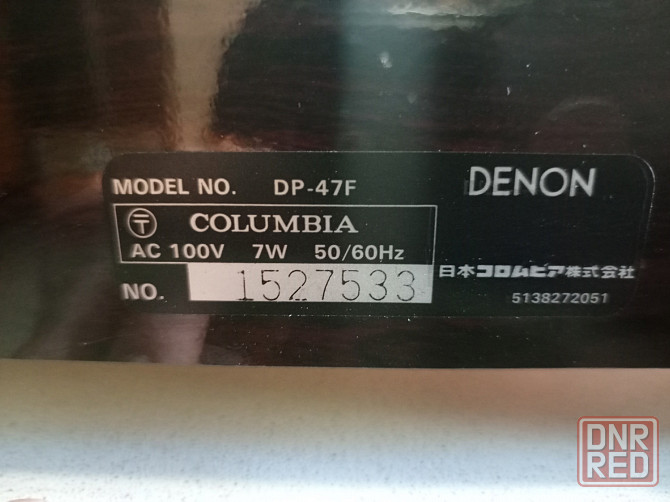 MODEL NO. DP-47F
DENON
〒 COLUMBIA
AC 100V 7W 50/60Hz
日本コロムビア株式会社
NO. 1527533
5138272051
DNR
RED